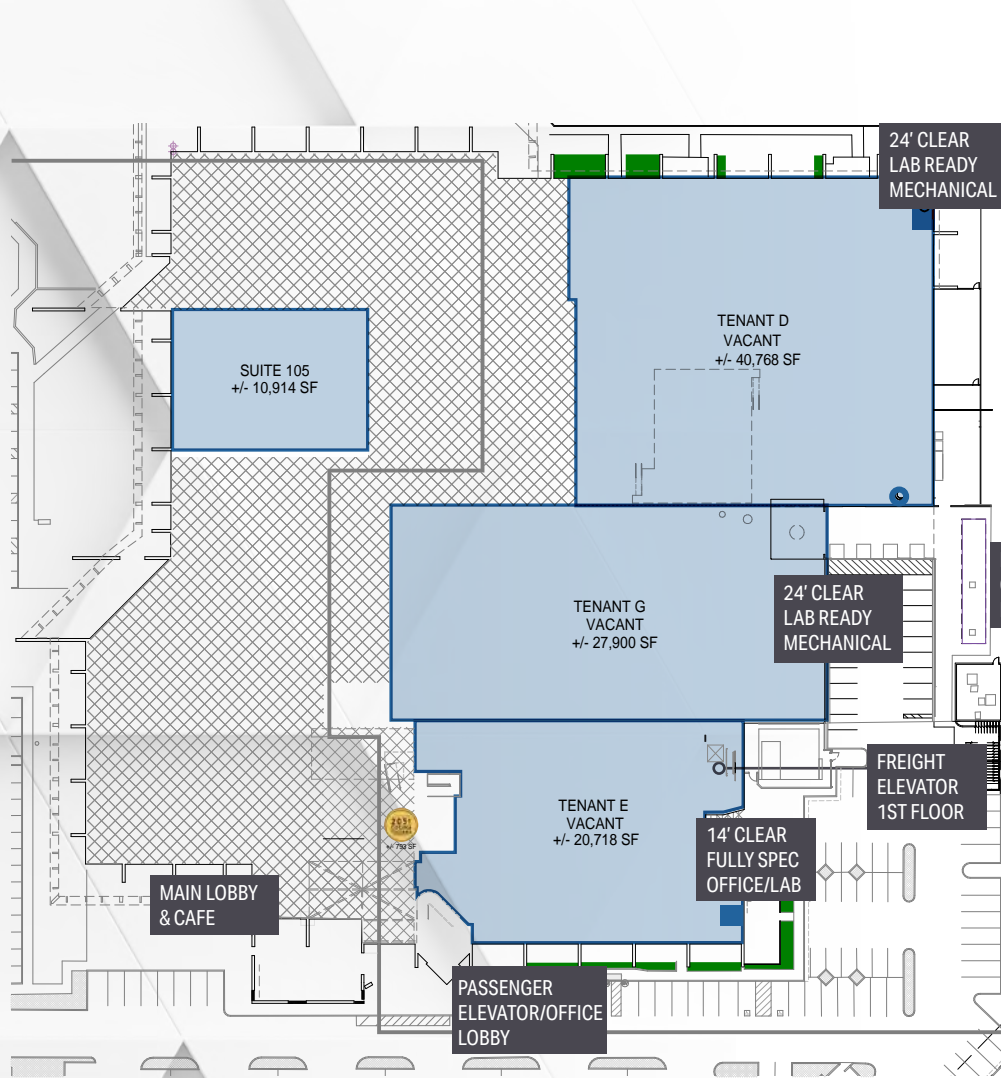 24' CLEAR
LAB READY
MECHANICAL
TENANT D
VACANT
+/- 40,768 SF
SUITE 105
+/- 10,914 SF
24' CLEAR
LAB READY
MECHANICAL
TENANT G
VACANT
+/- 27,900 SF
FREIGHT
ELEVATOR
1ST FLOOR
TENANT E
VACANT
+/- 20,718 SF
+/- 793 SF
14' CLEAR
FULLY SPEC
OFFICE/LAB
MAIN LOBBY
& CAFE
PASSENGER
ELEVATOR/OFFICE
LOBBY